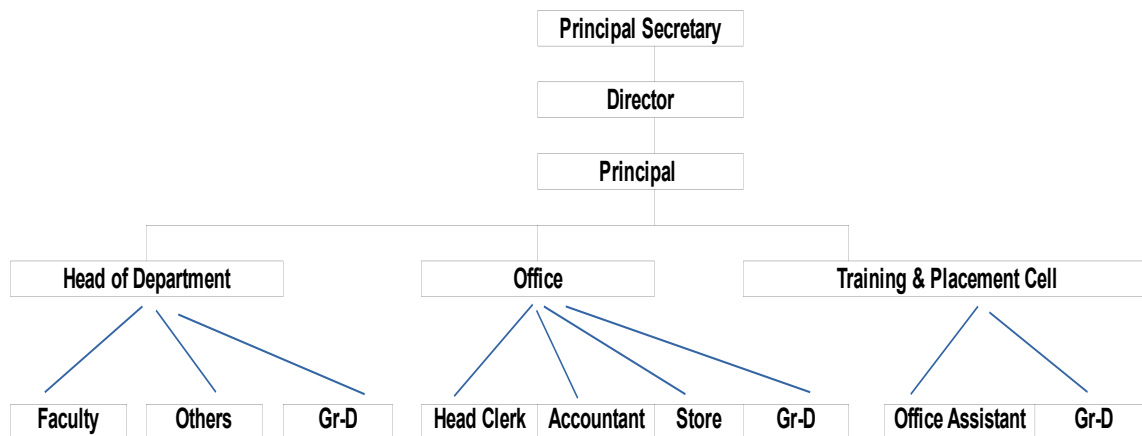 Principal Secretary
Director
Principal
Head of Department
Office
Training & Placement Cell
Faculty
Others
Gr-D
Head Clerk
Accountant
Store
Gr-D
Office Assistant
Gr-D